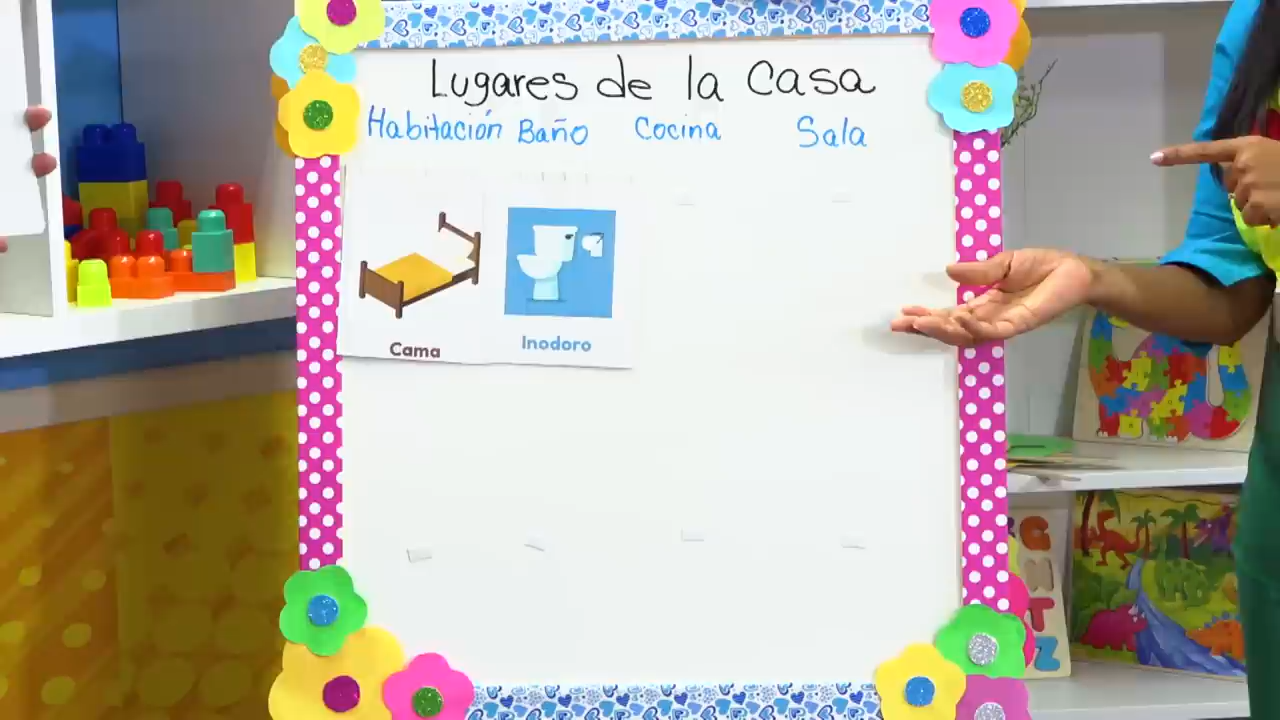 Lugares de la Casa
Habitación Baño Cocina Sala
Cama Inodoro
G
N
T
Z